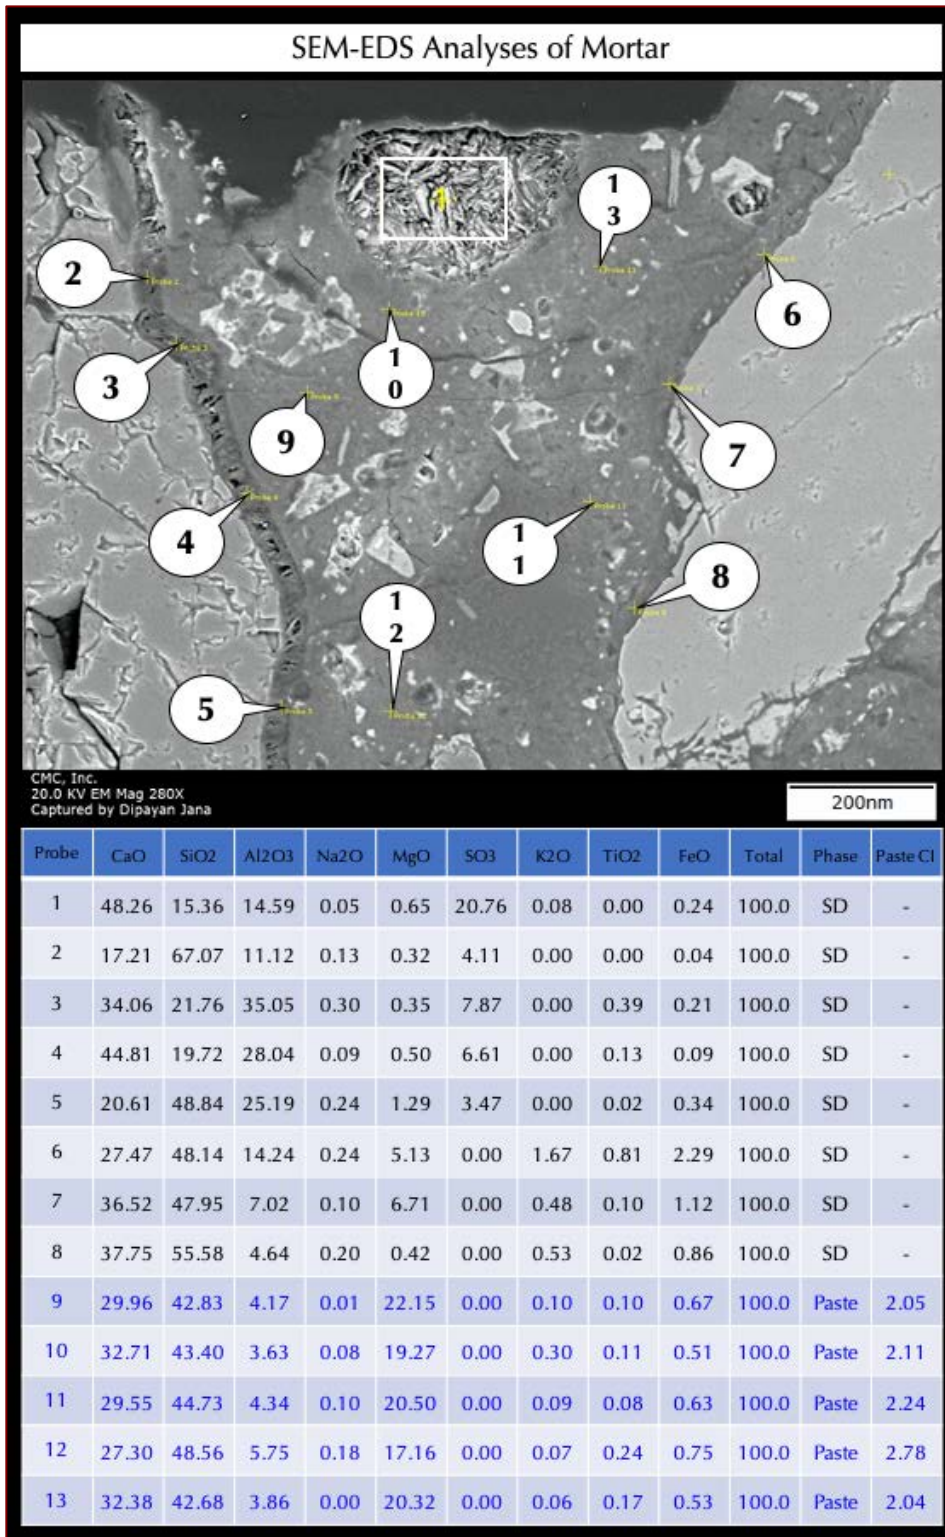 SEM-EDS Analyses of Mortar
1
3
2
6
3
1
0
9
7
4
1
1
8
1
2
5
CMC, Inc.
20.0 KV EM Mag 280X
Captured by Dipayan Jana
200nm
Probe CaO SiO2 Al2O3 Na2O MgO SO3 K2O TiO2 FeO Total Phase Paste CI
1 48.26 15.36 14.59 0.05 0.65 20.76 0.08 0.00 0.24 100.0 SD -
2 17.21 67.07 11.12 0.13 0.32 4.11 0.00 0.00 0.04 100.0 SD -
3 34.06 21.76 35.05 0.30 0.35 7.87 0.00 0.39 0.21 100.0 SD -
4 44.81 19.72 28.04 0.09 0.50 6.61 0.00 0.13 0.09 100.0 SD -
5 20.61 48.84 25.19 0.24 1.29 3.47 0.00 0.02 0.34 100.0 SD -
6 27.47 48.14 14.24 0.24 5.13 0.00 1.67 0.81 2.29 100.0 SD -
7 36.52 47.95 7.02 0.10 6.71 0.00 0.48 0.10 1.12 100.0 SD -
8 37.75 55.58 4.64 0.20 0.42 0.00 0.53 0.02 0.86 100.0 SD -
9 29.96 42.83 4.17 0.01 22.15 0.00 0.10 0.10 0.67 100.0 Paste 2.05
10 32.71 43.40 3.63 0.08 19.27 0.00 0.30 0.11 0.51 100.0 Paste 2.11
11 29.55 44.73 4.34 0.10 20.50 0.00 0.09 0.08 0.63 100.0 Paste 2.24
12 27.30 48.56 5.75 0.18 17.16 0.00 0.07 0.24 0.75 100.0 Paste 2.78
13 32.38 42.68 3.86 0.00 20.32 0.00 0.06 0.17 0.53 100.0 Paste 2.04